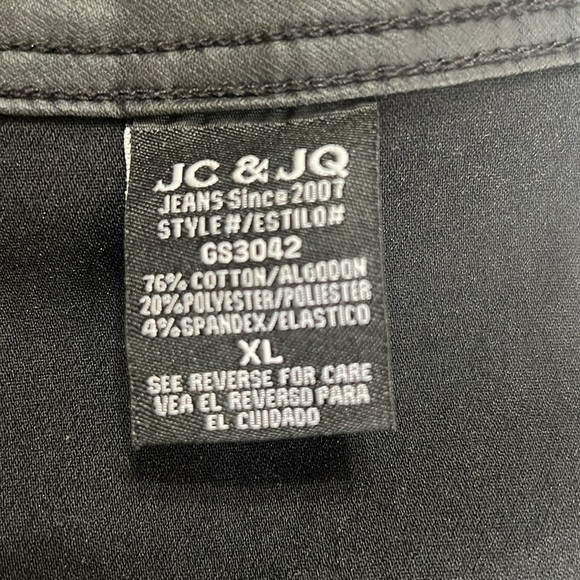 JC & JQ
JEANS Since 2007
STYLE#/ESTILO#
GS3042
76% COTTON/ALGODON
20%POLYESTER/POLIESTER
4%SPANDEX/ELASTICO
XL
SEE REVERSE FOR CARE
VEA EL REVERSO PARA
EL CUIDADO